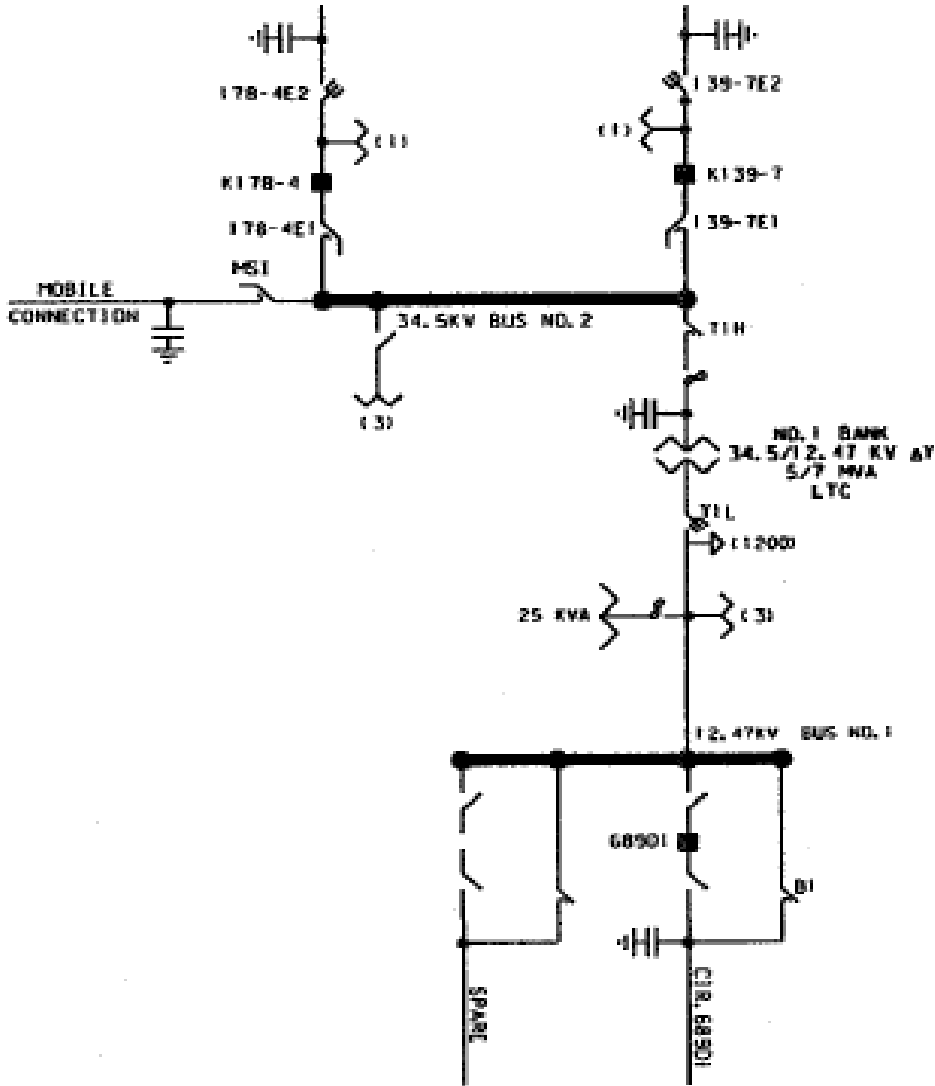 178-4E2
139-7E2
(1)
(1)
K178-4
K139-7
178-4E1
139-7E1
MS1
MOBILE
CONNECTION
34.5KV BUS NO.2
T1H
(3)
NO.1 BANK
34.5/12.47 KV ΔY
5/7 MVA
LTC
T1L
(1200)
25 KVA
(3)
12.47KV BUS NO.1
689D1
B1
SPARE
CIR.689D1